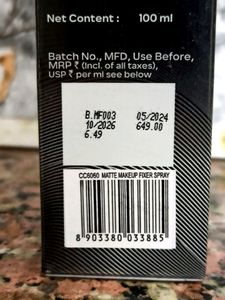 Net Content : 100 ml
Batch No., MFD, Use Before,
MRP ₹ (Incl. of all taxes),
USP ₹ per ml see below
B.MF003 05/2024
10/2026 649.00
6.49
CC6060 MATTE MAKEUP FIXER SPRAY
8 903380 033885